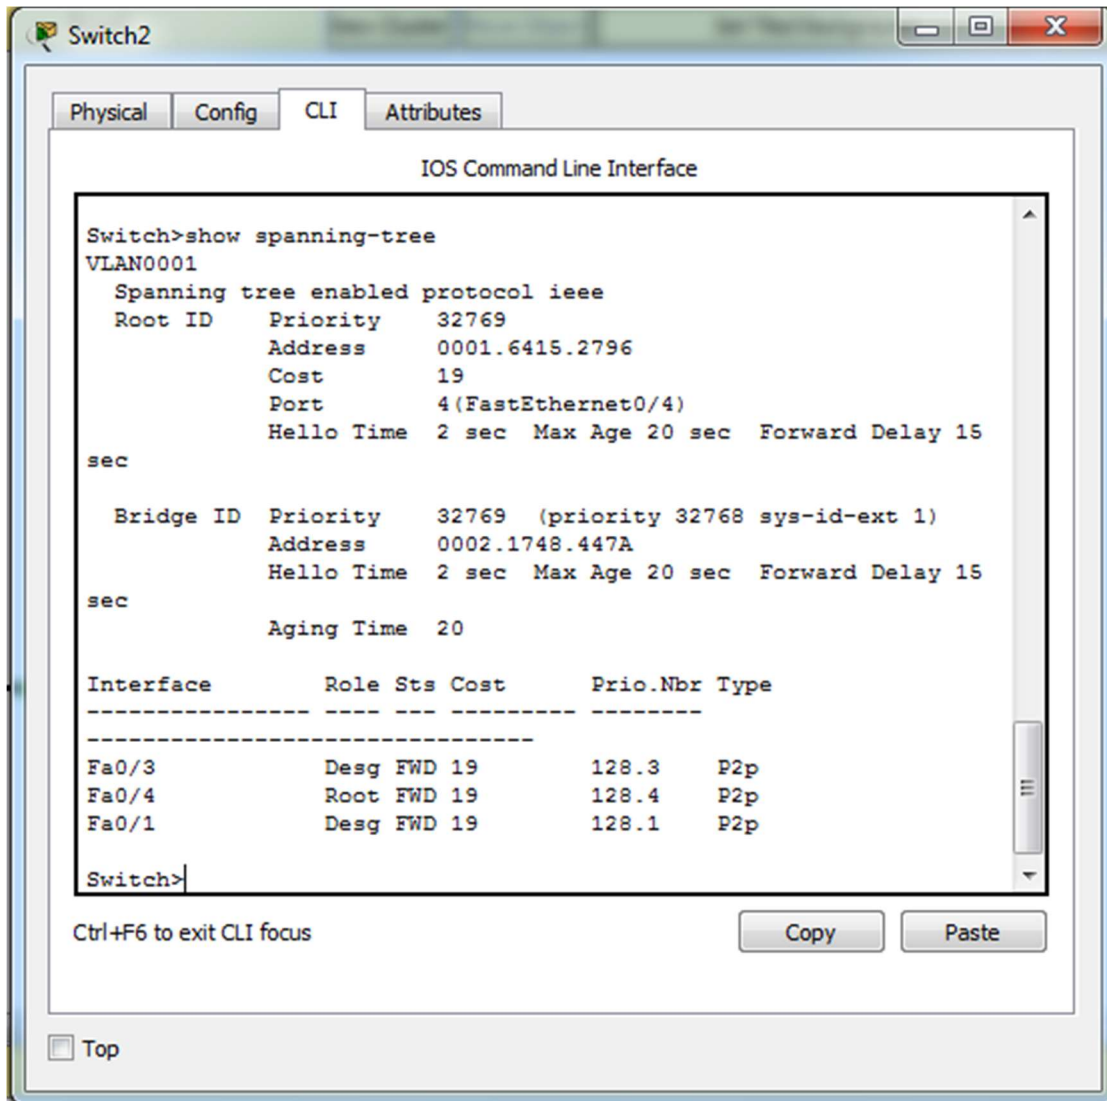 Switch2
Physical Config CLI Attributes
IOS Command Line Interface
Switch>show spanning-tree
VLAN0001
  Spanning tree enabled protocol ieee
  Root ID    Priority    32769
             Address     0001.6415.2796
             Cost        19
             Port        4(FastEthernet0/4)
             Hello Time  2 sec  Max Age 20 sec  Forward Delay 15
sec
  Bridge ID  Priority    32769  (priority 32768 sys-id-ext 1)
             Address     0002.1748.447A
             Hello Time  2 sec  Max Age 20 sec  Forward Delay 15
sec
             Aging Time  20
Interface        Role Sts Cost      Prio.Nbr Type
---------------- ---- --- --------- --------
--------------------------------
Fa0/3            Desg FWD 19        128.3    P2p
Fa0/4            Root FWD 19        128.4    P2p
Fa0/1            Desg FWD 19        128.1    P2p
Switch>
Ctrl+F6 to exit CLI focus Copy Paste
Top